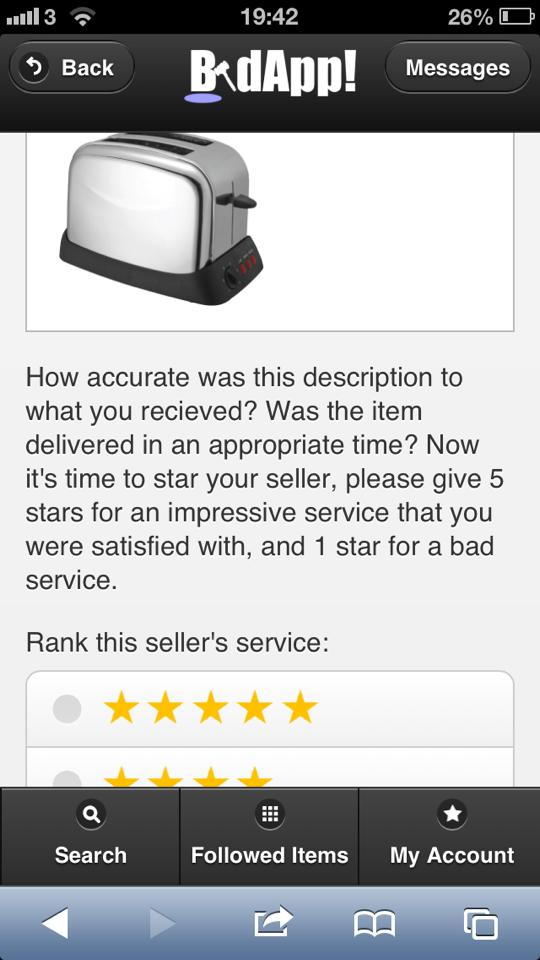 3 19:42 26%
Back BidApp! Messages
How accurate was this description to
what you recieved? Was the item
delivered in an appropriate time? Now
it's time to star your seller, please give 5
stars for an impressive service that you
were satisfied with, and 1 star for a bad
service.
Rank this seller's service:
Search Followed Items My Account